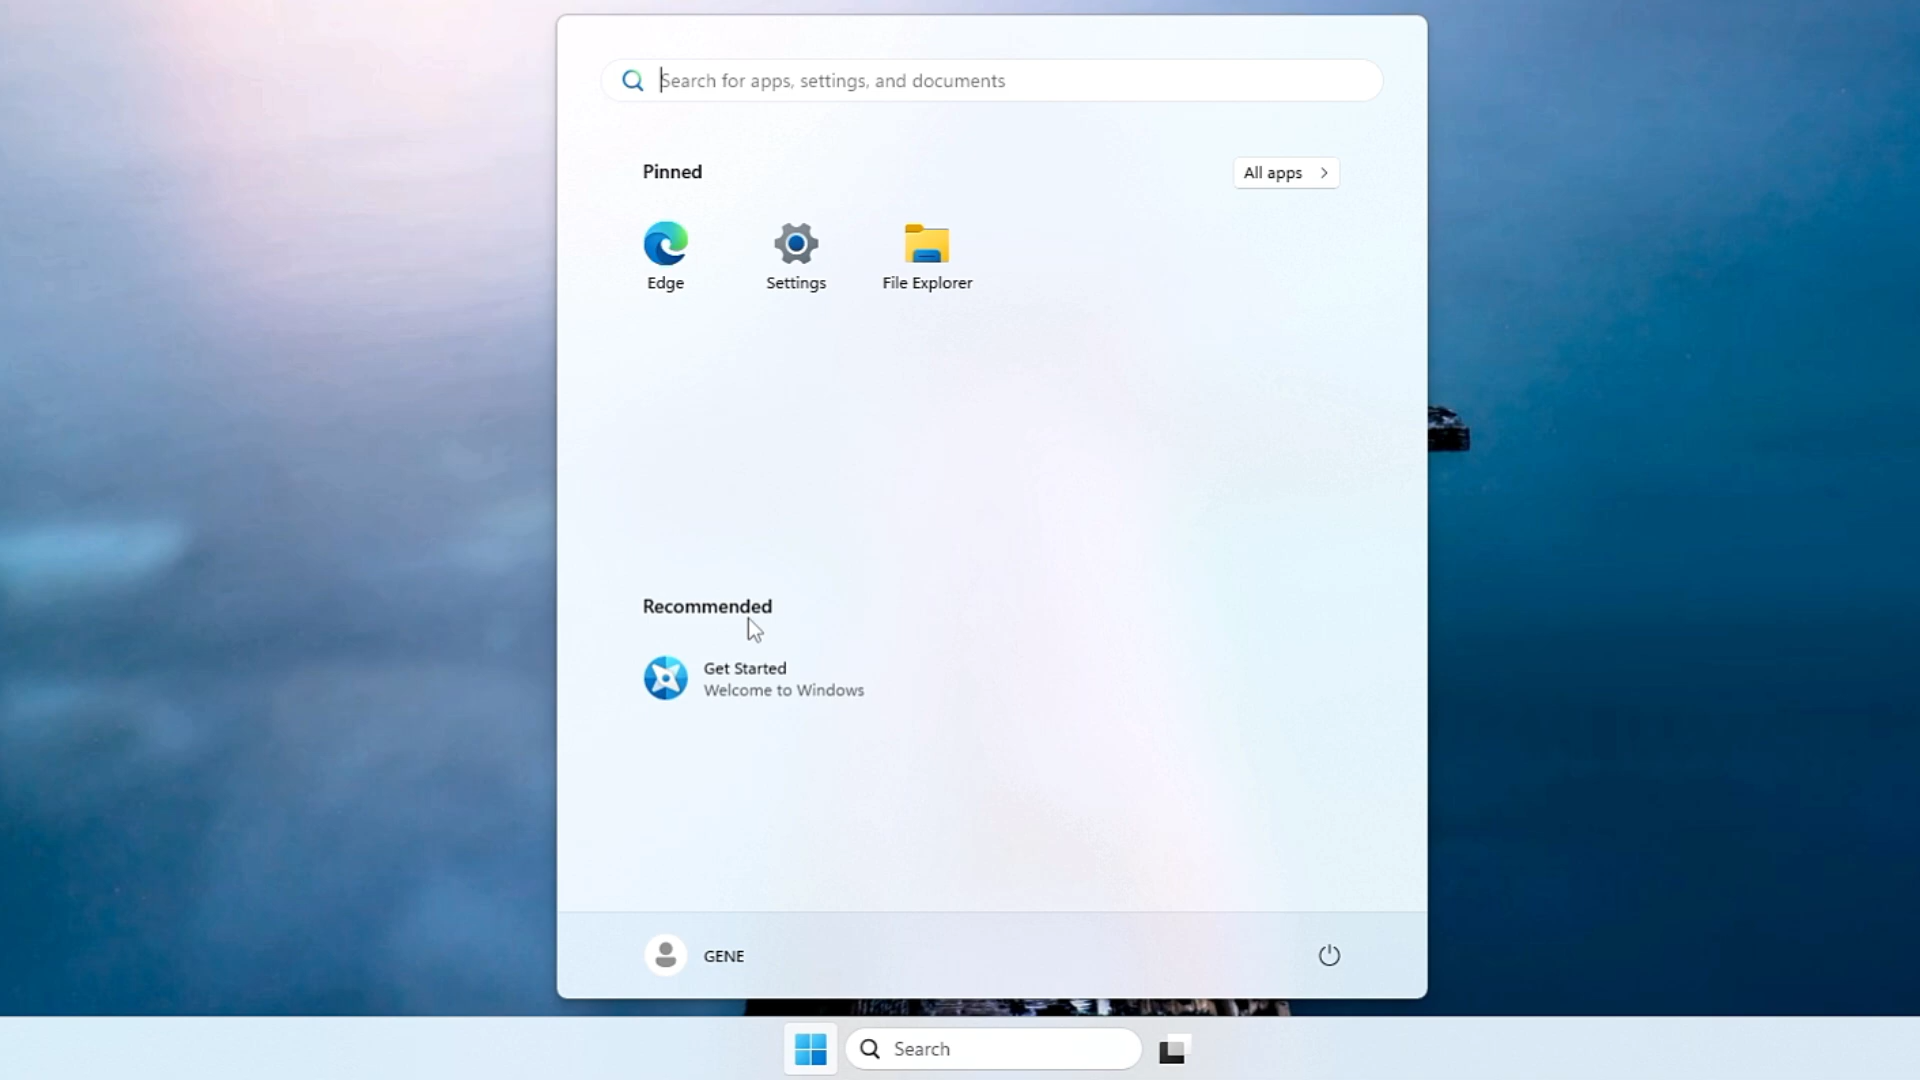 Search for apps, settings, and documents
Pinned
All apps
Edge
Settings
File Explorer
Recommended
Get Started
Welcome to Windows
GENE
Search